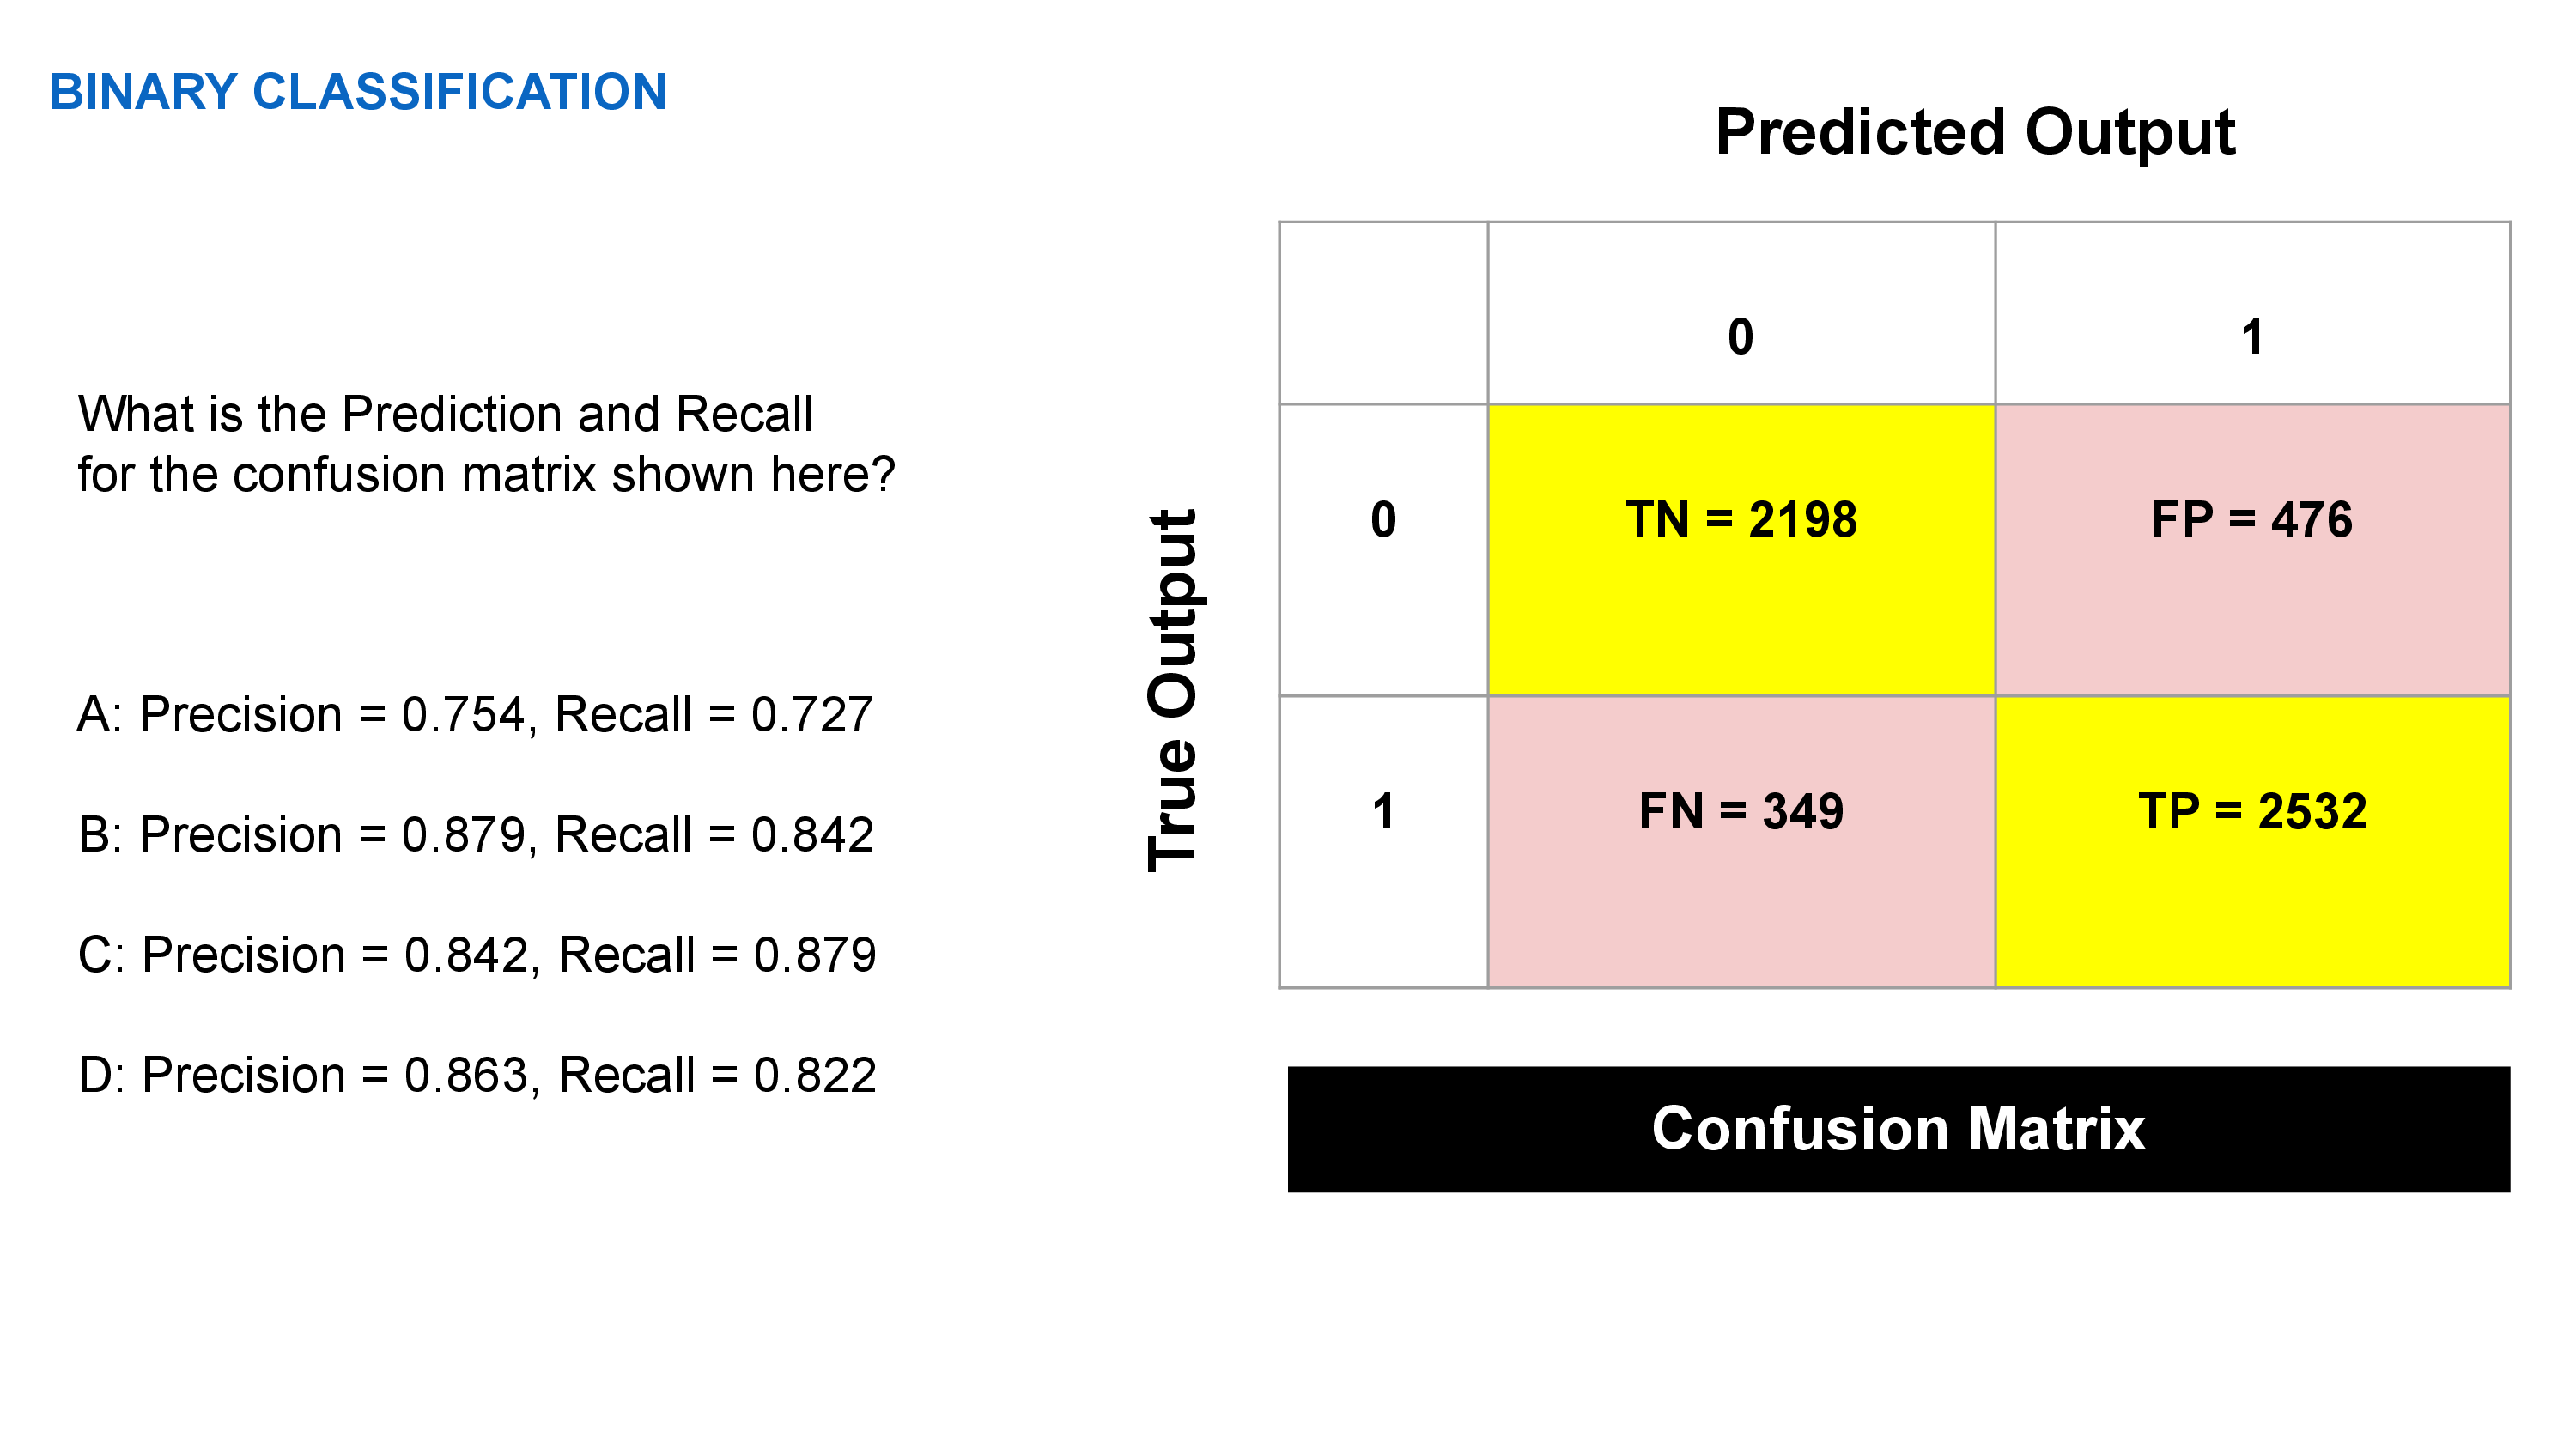 BINARY CLASSIFICATION
What is the Prediction and Recall
for the confusion matrix shown here?
A: Precision = 0.754, Recall = 0.727
B: Precision = 0.879, Recall = 0.842
C: Precision = 0.842, Recall = 0.879
D: Precision = 0.863, Recall = 0.822
Predicted Output
True Output
0 1
0 TN = 2198 FP = 476
1 FN = 349 TP = 2532
Confusion Matrix